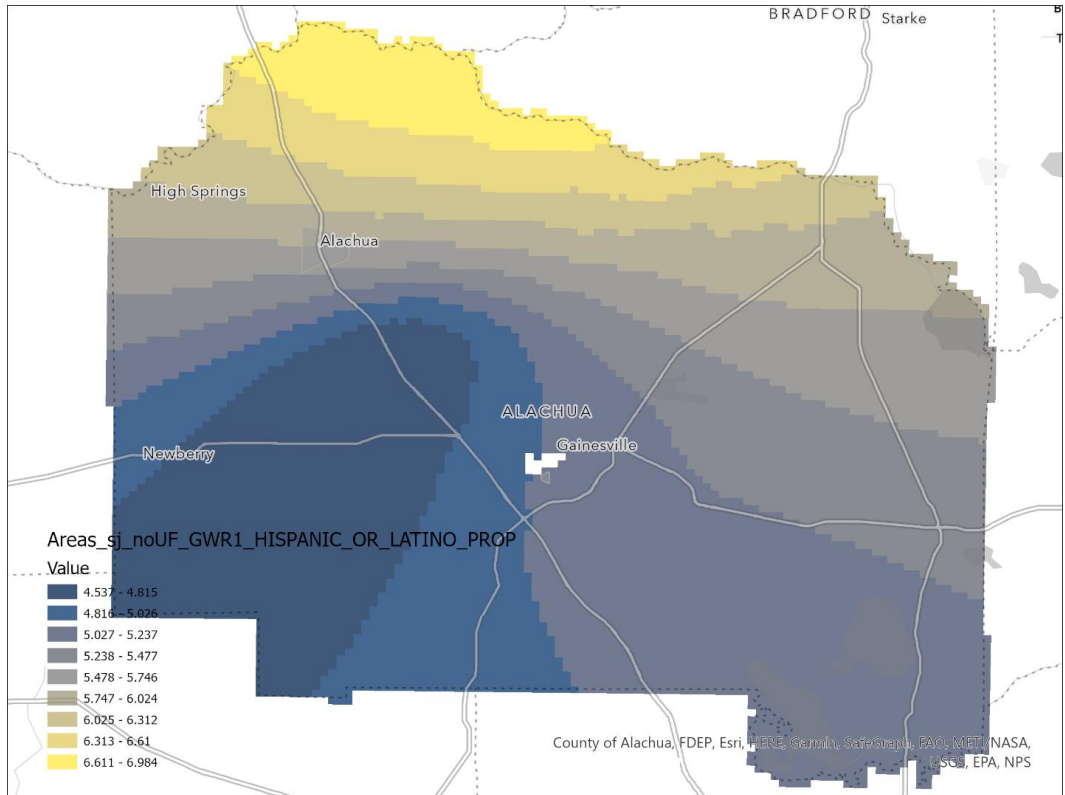 BRADFORD
Starke
B
T
High Springs
Alachua
ALACHUA
Gainesville
Newberry
Areas_sj_noUF_GWR1_HISPANIC_OR_LATINO_PROP
Value
4.537 - 4.815
4.816 - 5.026
5.027 - 5.237
5.238 - 5.477
5.478 - 5.746
5.747 - 6.024
6.025 - 6.312
6.313 - 6.61
6.611 - 6.984
County of Alachua, FDEP, Esri, HERE, Garmin, SafeGraph, FAO, METI/NASA,
USGS, EPA, NPS